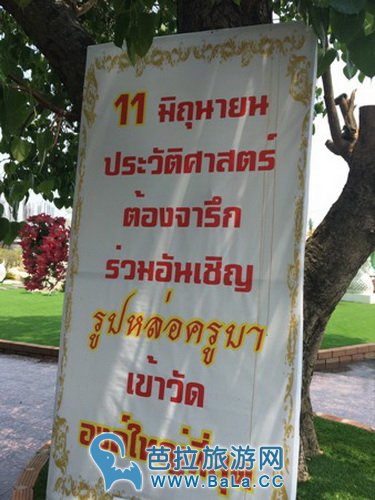 11 มิถุนายน
ประวัติศาสตร์
ต้องจารึก
ร่วมอันเชิญ
รูปหล่อครูบา
เข้าวัด
芭拉旅游网
www.Bala.CC